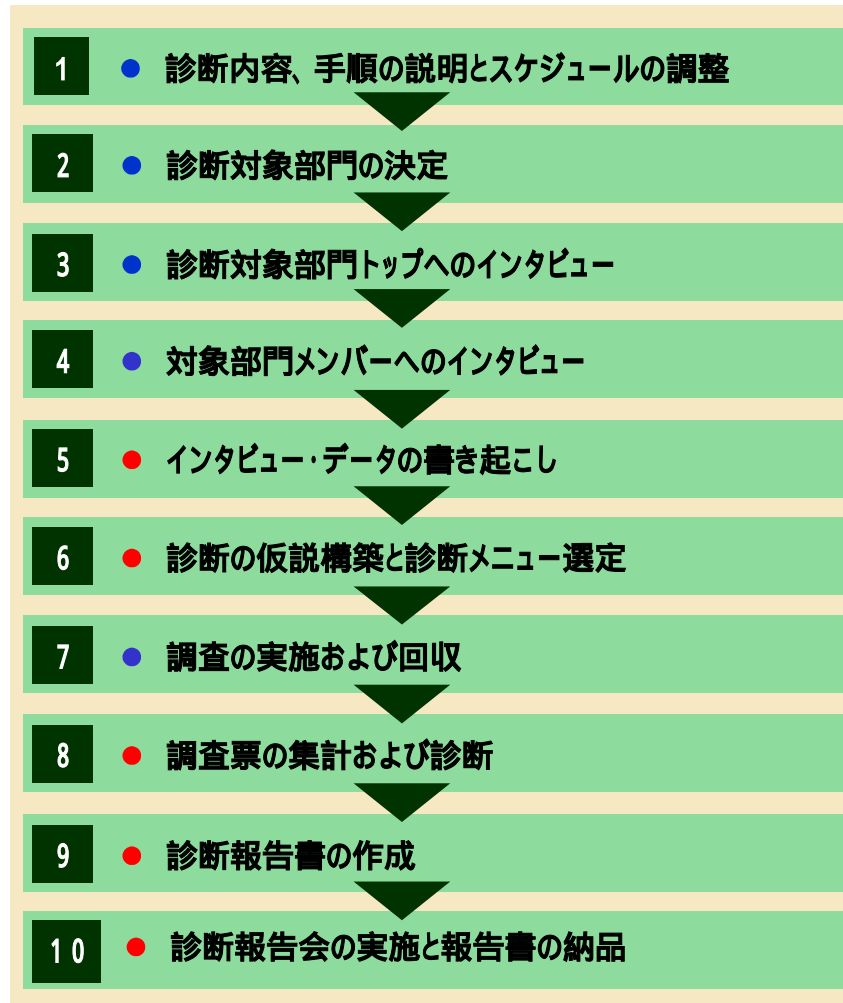 1 ● 診断内容、手順の説明とスケジュールの調整
2 ● 診断対象部門の決定
3 ● 診断対象部門トップへのインタビュー
4 ● 対象部門メンバーへのインタビュー
5 ● インタビュー・データの書き起こし
6 ● 診断の仮説構築と診断メニュー選定
7 ● 調査の実施および回収
8 ● 調査票の集計および診断
9 ● 診断報告書の作成
10 ● 診断報告会の実施と報告書の納品